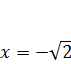 x = −√2